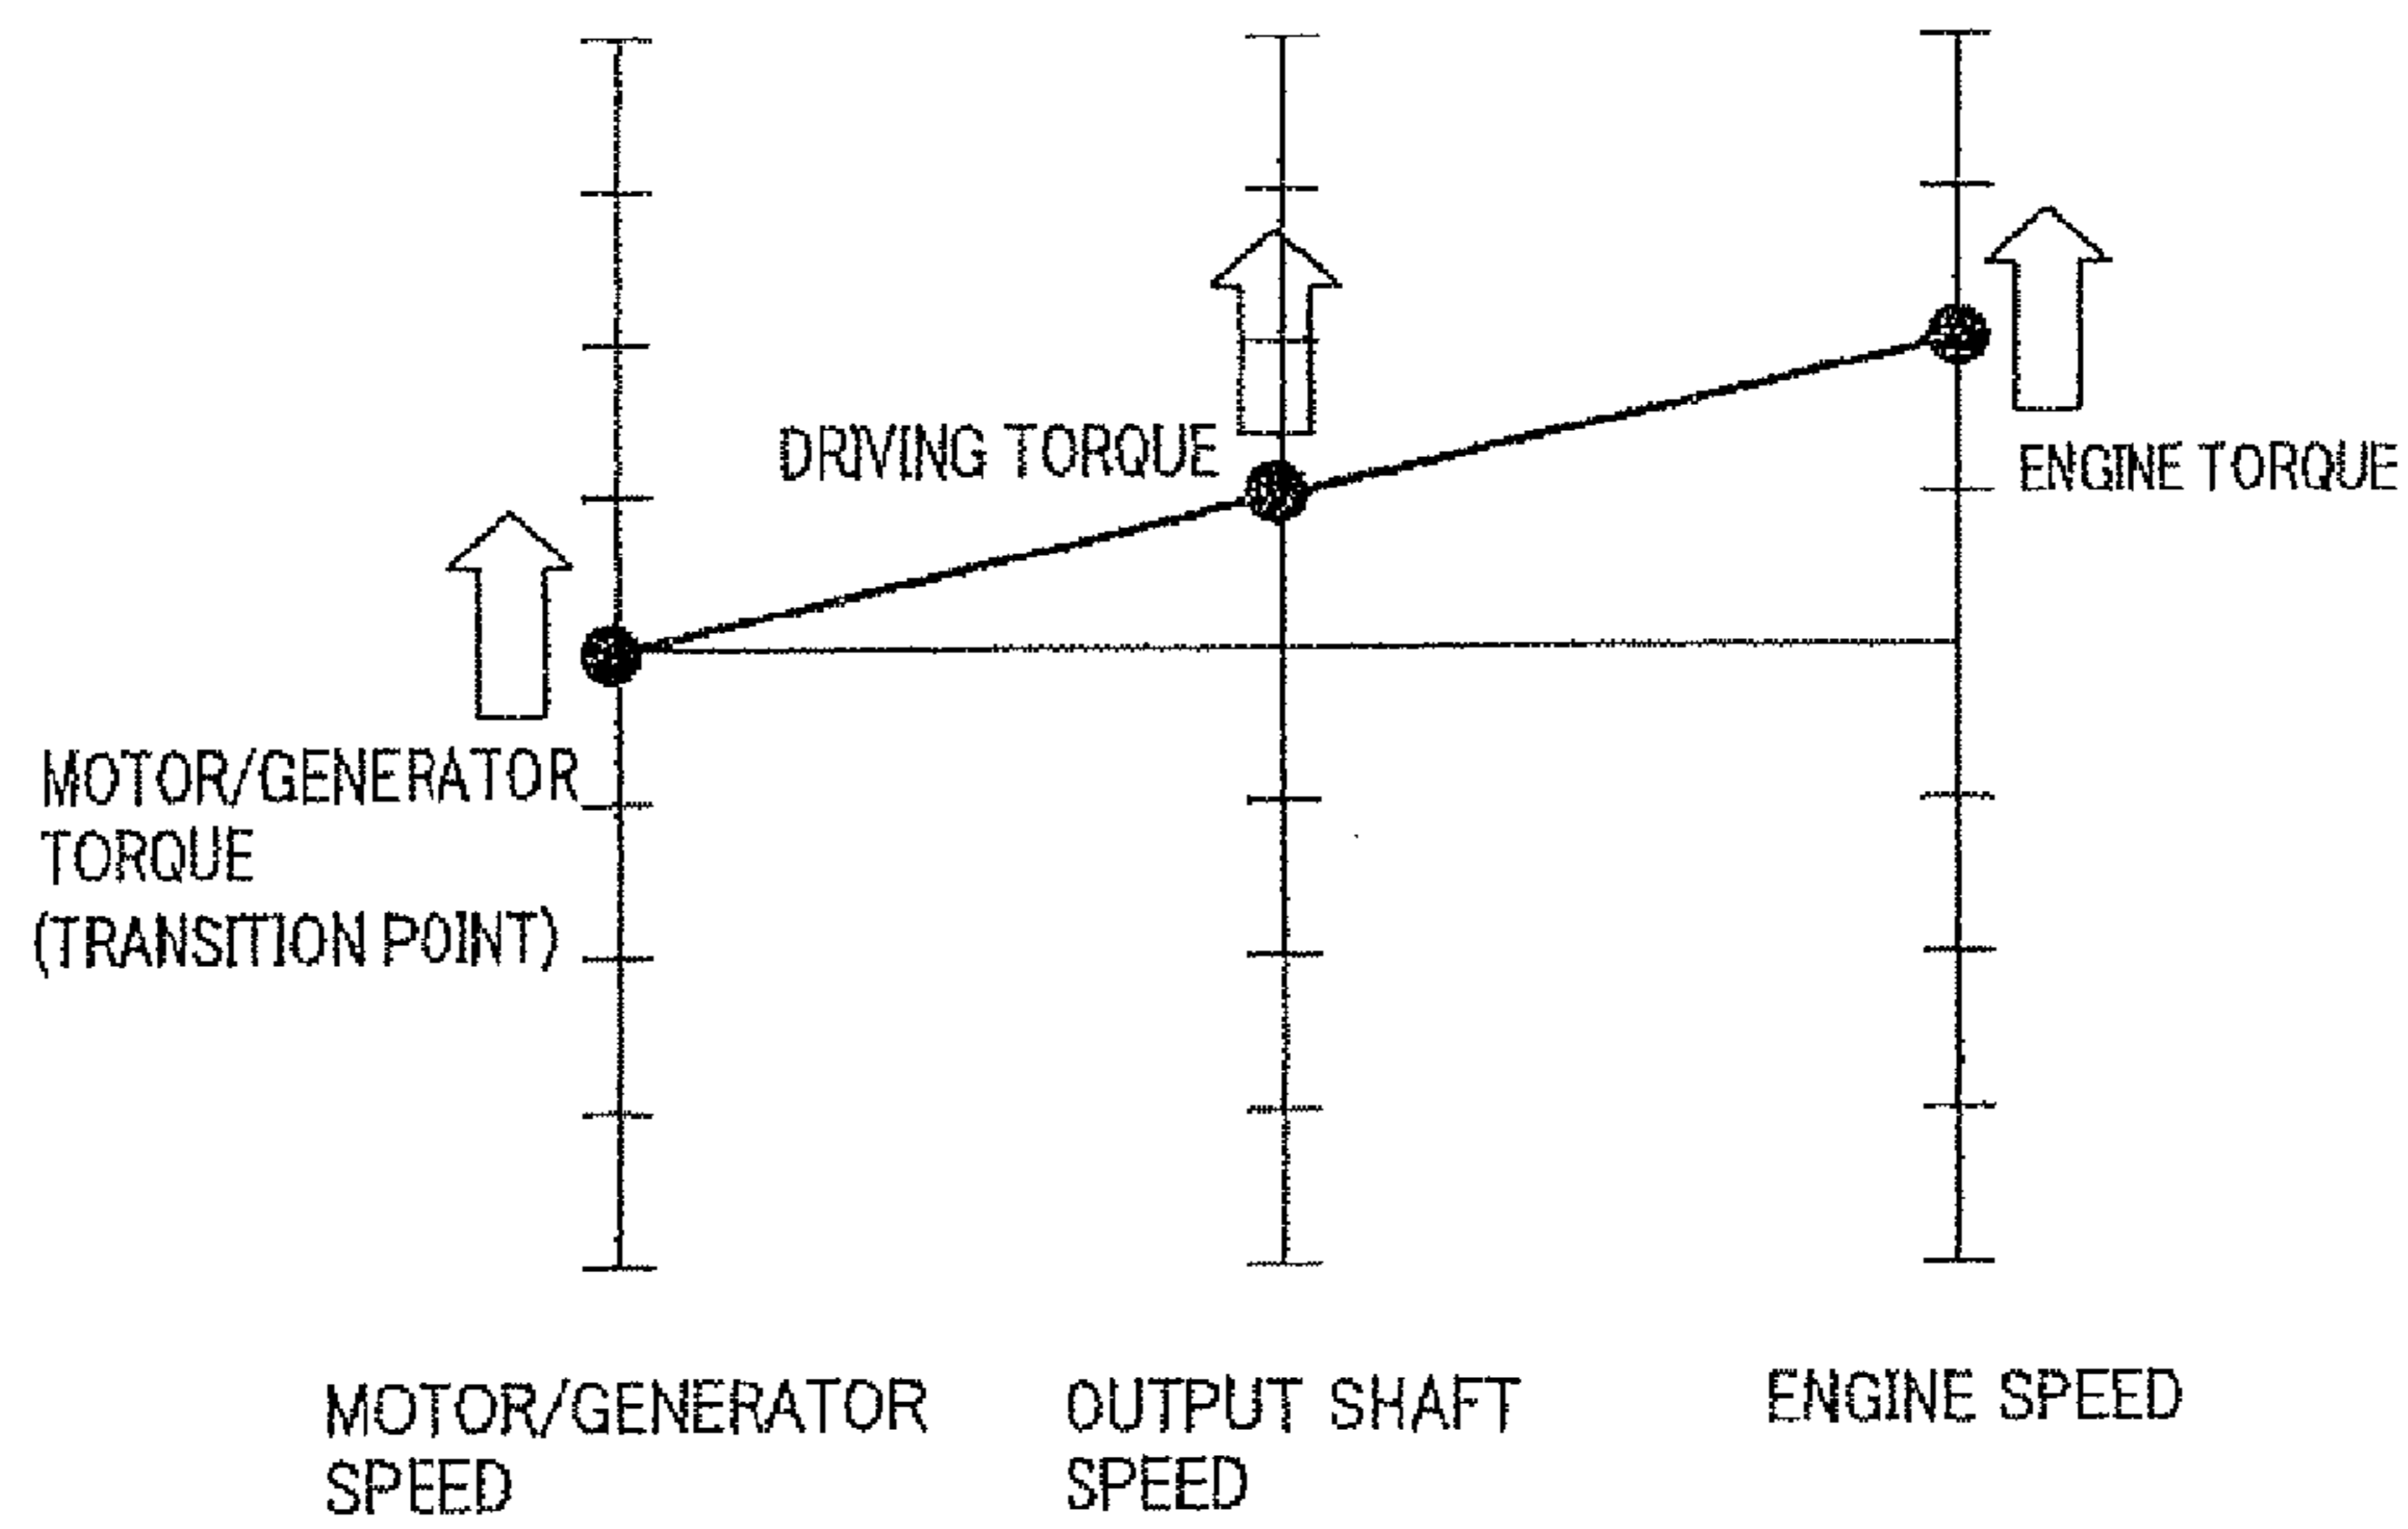 DRIVING TORQUE
ENGINE TORQUE
MOTOR/GENERATOR
TORQUE
(TRANSITION POINT)
MOTOR/GENERATOR
SPEED
OUTPUT SHAFT
SPEED
ENGINE SPEED